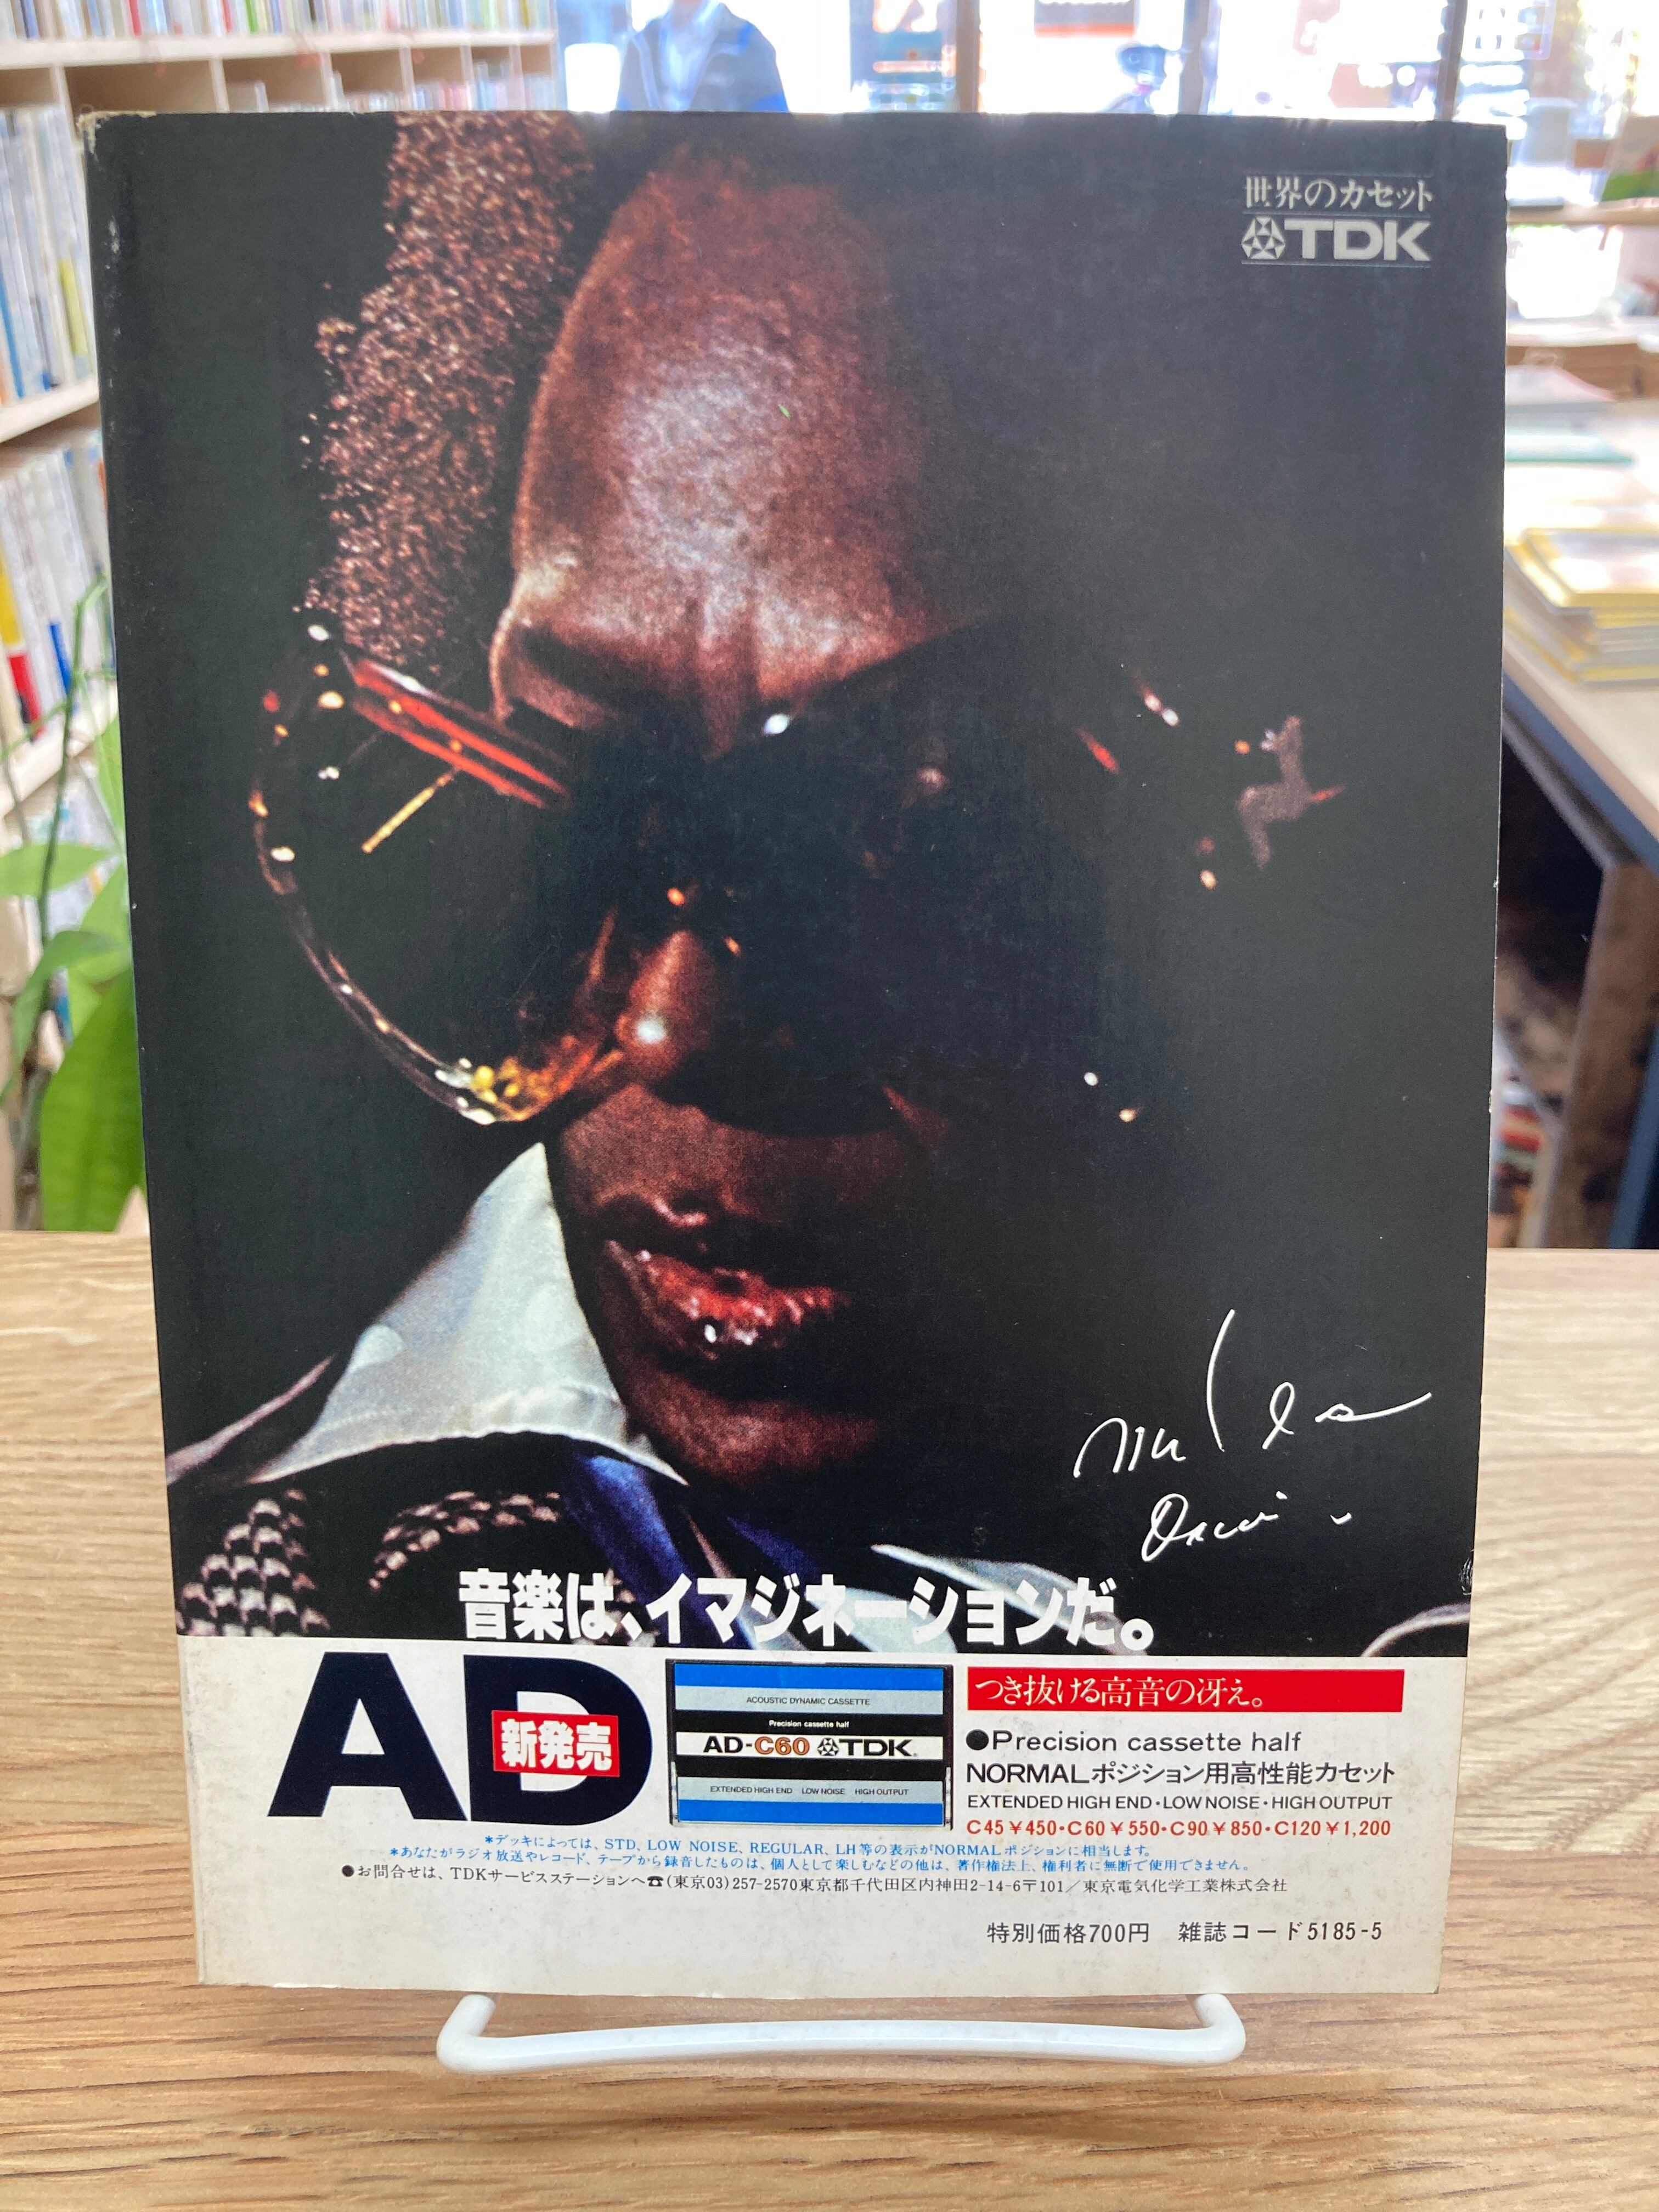 世界のカセット
TDK
miles
Davis
音楽は、イマジネーションだ。
AD
新発売
ACOUSTIC DYNAMIC CASSETTE
Precision cassette half
AD-C60 TDK
EXTENDED HIGH END LOW NOISE HIGH OUTPUT
つき抜ける高音の冴え。
●Precision cassette half
NORMALポジション用高性能カセット
EXTENDED HIGH END・LOW NOISE・HIGH OUTPUT
C45￥450・C60￥550・C90￥850・C120￥1,200
*デッキによっては、STD, LOW NOISE, REGULAR, LH等の表示がNORMALポジションに相当します。
*あなたがラジオ放送やレコード、テープから録音したものは、個人として楽しむなどの他は、著作権法上、権利者に無断で使用できません。
●お問合せは、TDKサービスステーションへ☎(東京03)257-2570東京都千代田区内神田2-14-6〒101／東京電気化学工業株式会社
特別価格700円 雑誌コード5185-5